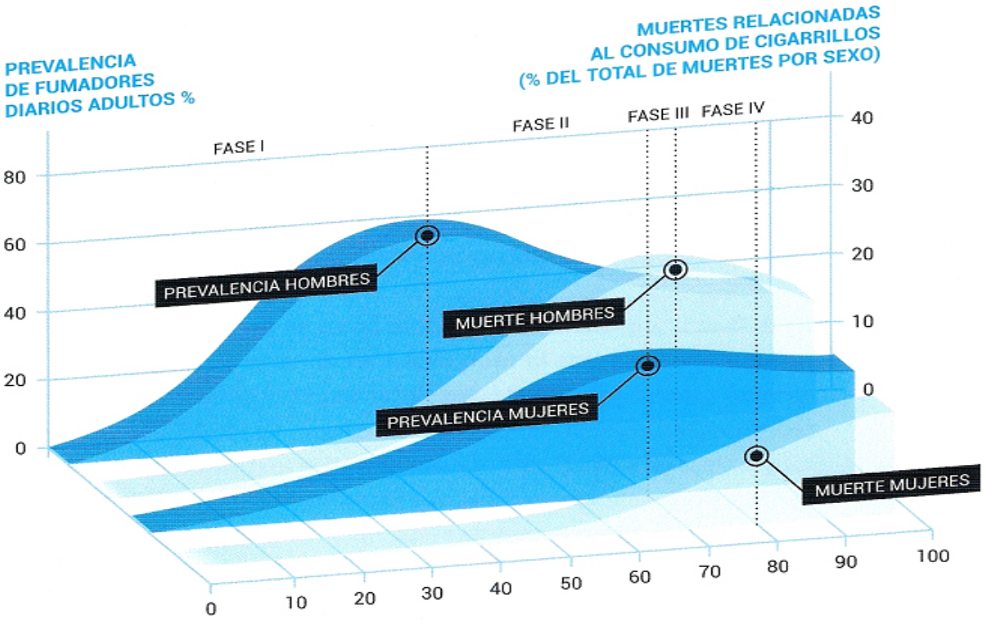 PREVALENCIA
DE FUMADORES
DIARIOS ADULTOS %
MUERTES RELACIONADAS
AL CONSUMO DE CIGARRILLOS
(% DEL TOTAL DE MUERTES POR SEXO)
FASE I
FASE II
FASE III
FASE IV
80
60
40
20
0
40
30
20
10
0
PREVALENCIA HOMBRES
MUERTE HOMBRES
PREVALENCIA MUJERES
MUERTE MUJERES
0
10
20
30
40
50
60
70
80
90
100